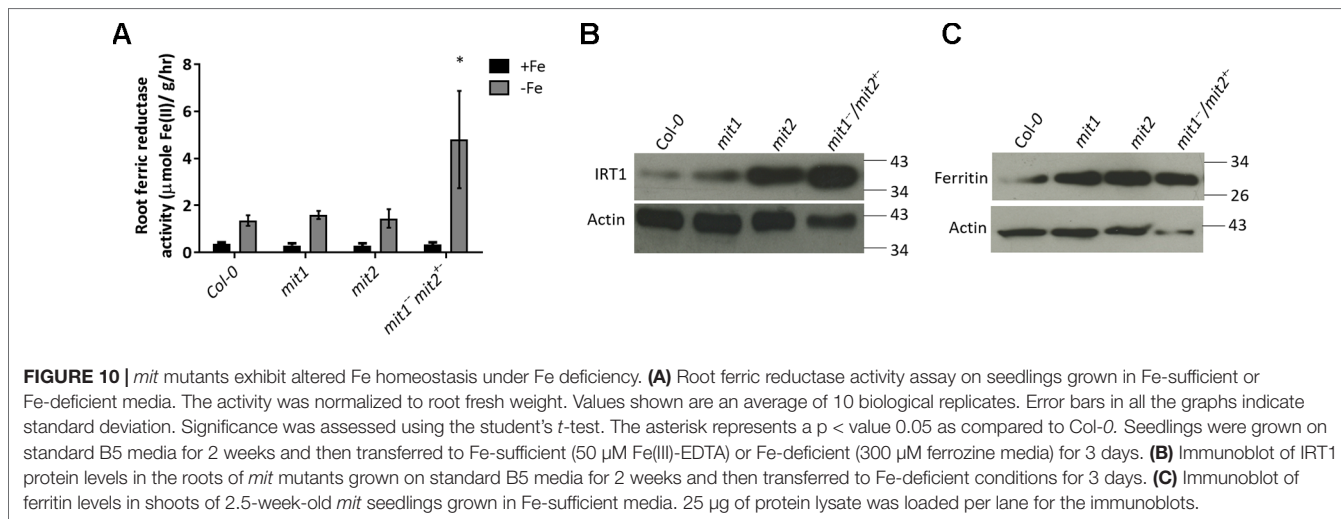 A
B
C
8
6
4
2
0
Root ferric reductase
activity (µmole Fe(II)/ g/hr)
*
+Fe
-Fe
Col-0
mit1
mit2
mit1⁻⁻mit2⁺⁻
Col-0
mit1
mit2
mit1⁻⁻/mit2⁺⁻
IRT1
43
34
Actin
43
34
Col-0
mit1
mit2
mit1⁻⁻/mit2⁺⁻
Ferritin
34
26
Actin
43
FIGURE 10 | mit mutants exhibit altered Fe homeostasis under Fe deficiency. (A) Root ferric reductase activity assay on seedlings grown in Fe-sufficient or
Fe-deficient media. The activity was normalized to root fresh weight. Values shown are an average of 10 biological replicates. Error bars in all the graphs indicate
standard deviation. Significance was assessed using the student's t-test. The asterisk represents a p < value 0.05 as compared to Col-0. Seedlings were grown on
standard B5 media for 2 weeks and then transferred to Fe-sufficient (50 µM Fe(III)-EDTA) or Fe-deficient (300 µM ferrozine media) for 3 days. (B) Immunoblot of IRT1
protein levels in the roots of mit mutants grown on standard B5 media for 2 weeks and then transferred to Fe-deficient conditions for 3 days. (C) Immunoblot of
ferritin levels in shoots of 2.5-week-old mit seedlings grown in Fe-sufficient media. 25 µg of protein lysate was loaded per lane for the immunoblots.